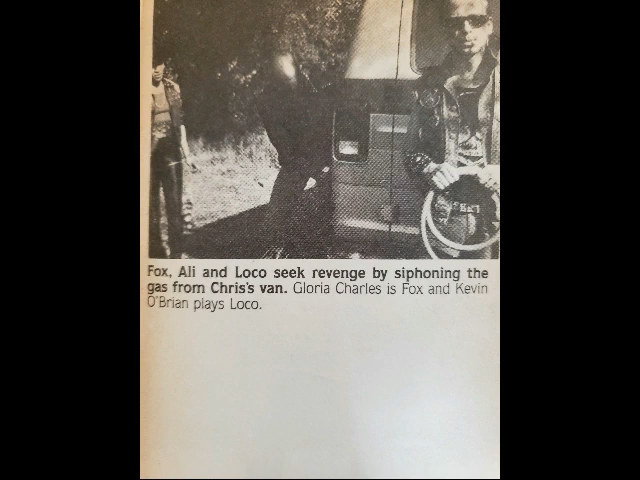 Fox, Ali and Loco seek revenge by siphoning the
gas from Chris's van. Gloria Charles is Fox and Kevin
O'Brian plays Loco.